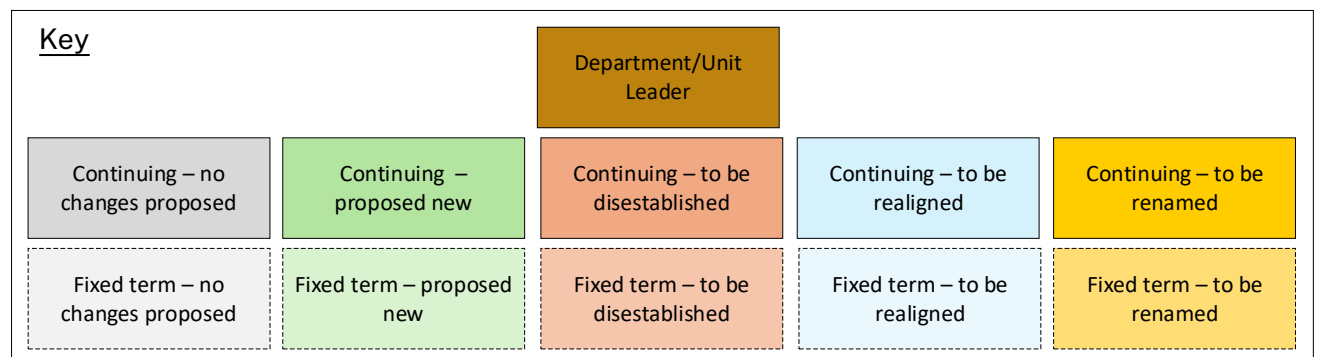 Key
Department/Unit
Leader
Continuing – no
changes proposed
Continuing –
proposed new
Continuing – to be
disestablished
Continuing – to be
realigned
Continuing – to be
renamed
Fixed term – no
changes proposed
Fixed term – proposed
new
Fixed term – to be
disestablished
Fixed term – to be
realigned
Fixed term – to be
renamed